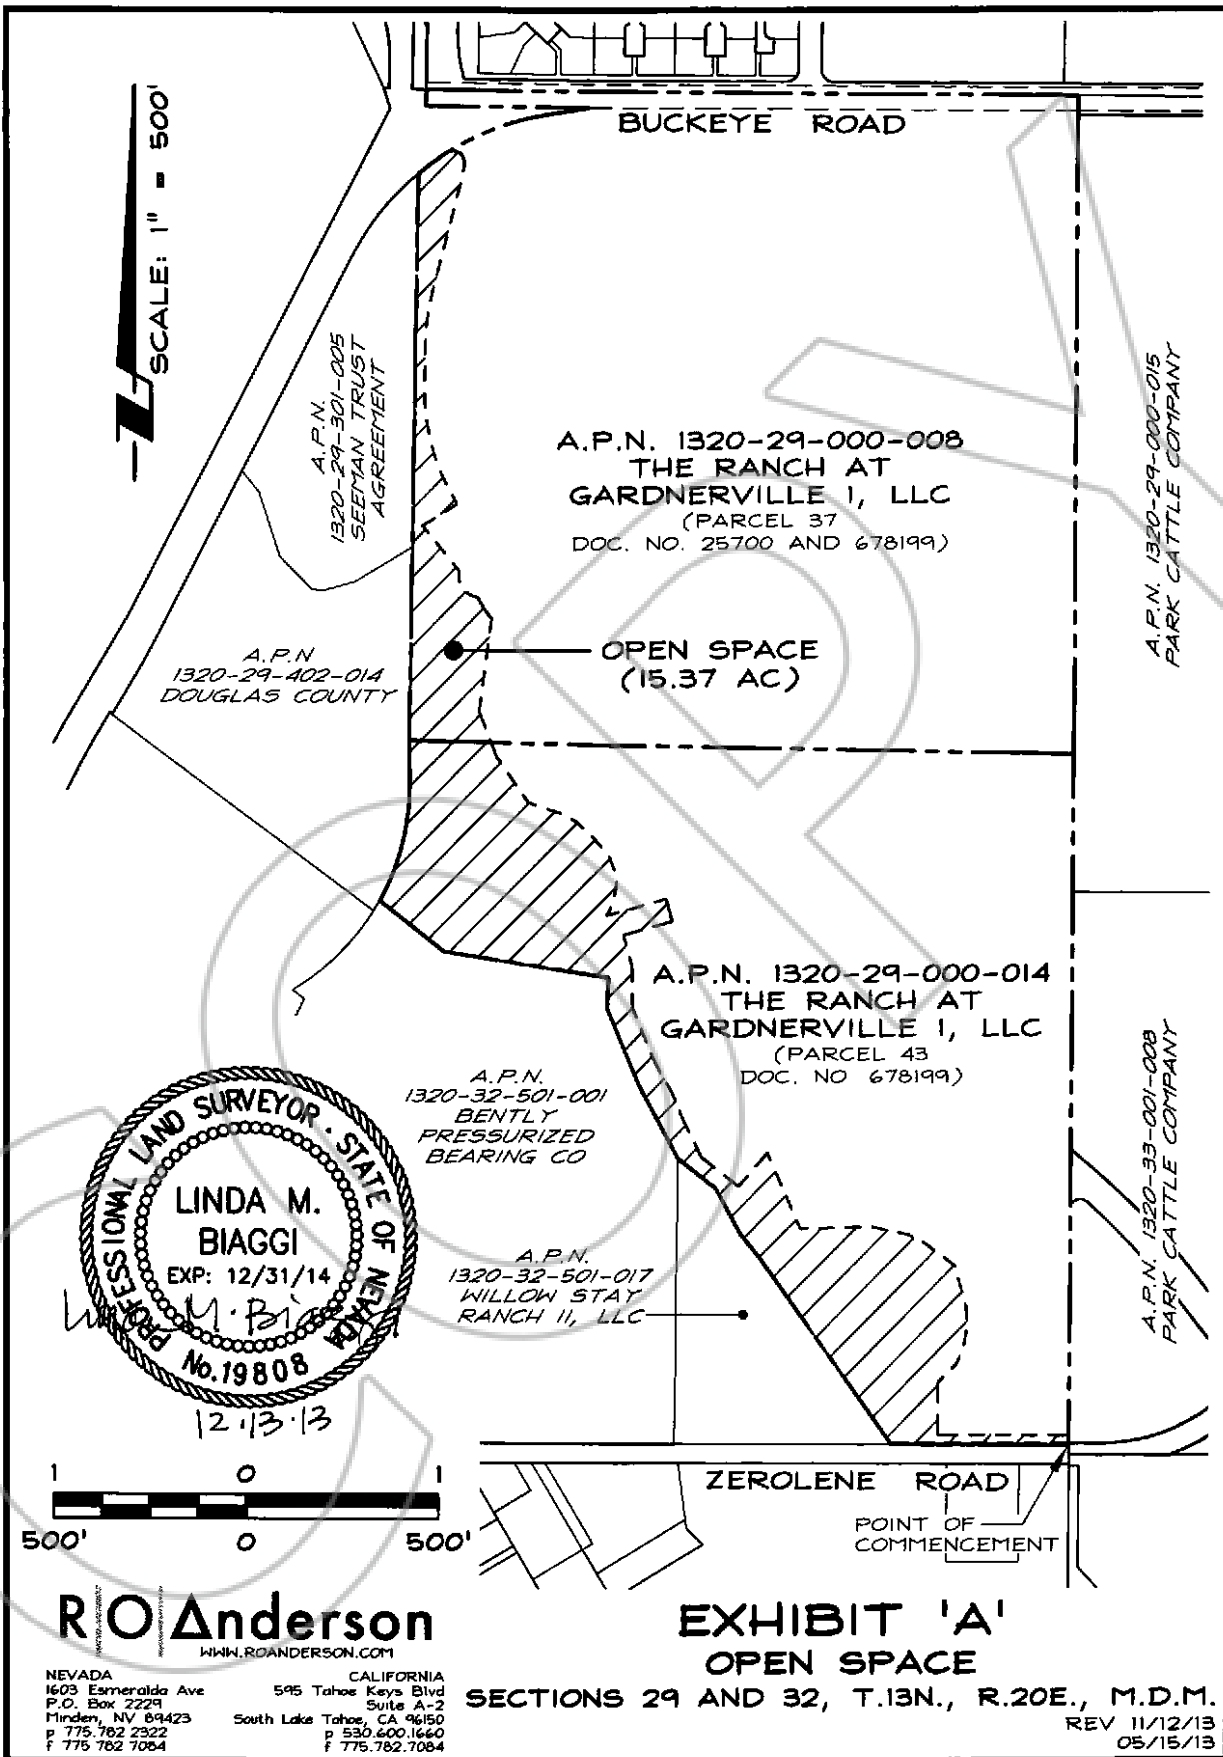 BUCKEYE ROAD
SCALE: 1" = 500'
A.P.N.
1320-29-301-005
SEEMAN TRUST
AGREEMENT
A.P.N. 1320-29-000-008
THE RANCH AT
GARDNERVILLE 1, LLC
(PARCEL 37
DOC. NO. 25700 AND 678199)
A.P.N. 1320-29-000-015
PARK CATTLE COMPANY
OPEN SPACE
(15.37 AC)
A.P.N
1320-29-402-014
DOUGLAS COUNTY
A.P.N. 1320-29-000-014
THE RANCH AT
GARDNERVILLE 1, LLC
(PARCEL 43
DOC. NO 678199)
A.P.N.
1320-32-501-001
BENTLY
PRESSURIZED
BEARING CO
A.P.N. 1320-33-001-008
PARK CATTLE COMPANY
A.P.N.
1320-32-501-017
WILLOW STAY
RANCH II, LLC
PROFESSIONAL LAND SURVEYOR . STATE OF NEVADA
LINDA M.
BIAGGI
EXP: 12/31/14
No. 19808
12.13.13
ZEROLENE ROAD
POINT OF
COMMENCEMENT
1 0 1
500' 0 500'
RO Anderson
WWW.ROANDERSON.COM
NEVADA
1603 Esmeralda Ave
P.O. Box 2229
Minden, NV 89423
p 775.782 2322
f 775 782 7084
CALIFORNIA
595 Tahoe Keys Blvd
Suite A-2
South Lake Tahoe, CA 96150
p 530.600.1660
f 775.782.7084
EXHIBIT 'A'
OPEN SPACE
SECTIONS 29 AND 32, T.13N., R.20E., M.D.M.
REV 11/12/13
05/15/13
COPY